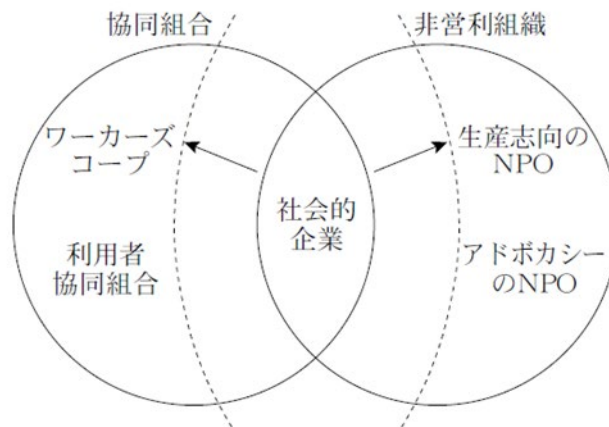 協同組合
非営利組織
ワーカーズ
コープ
利用者
協同組合
社会的
企業
生産志向の
NPO
アドボカシー
のNPO